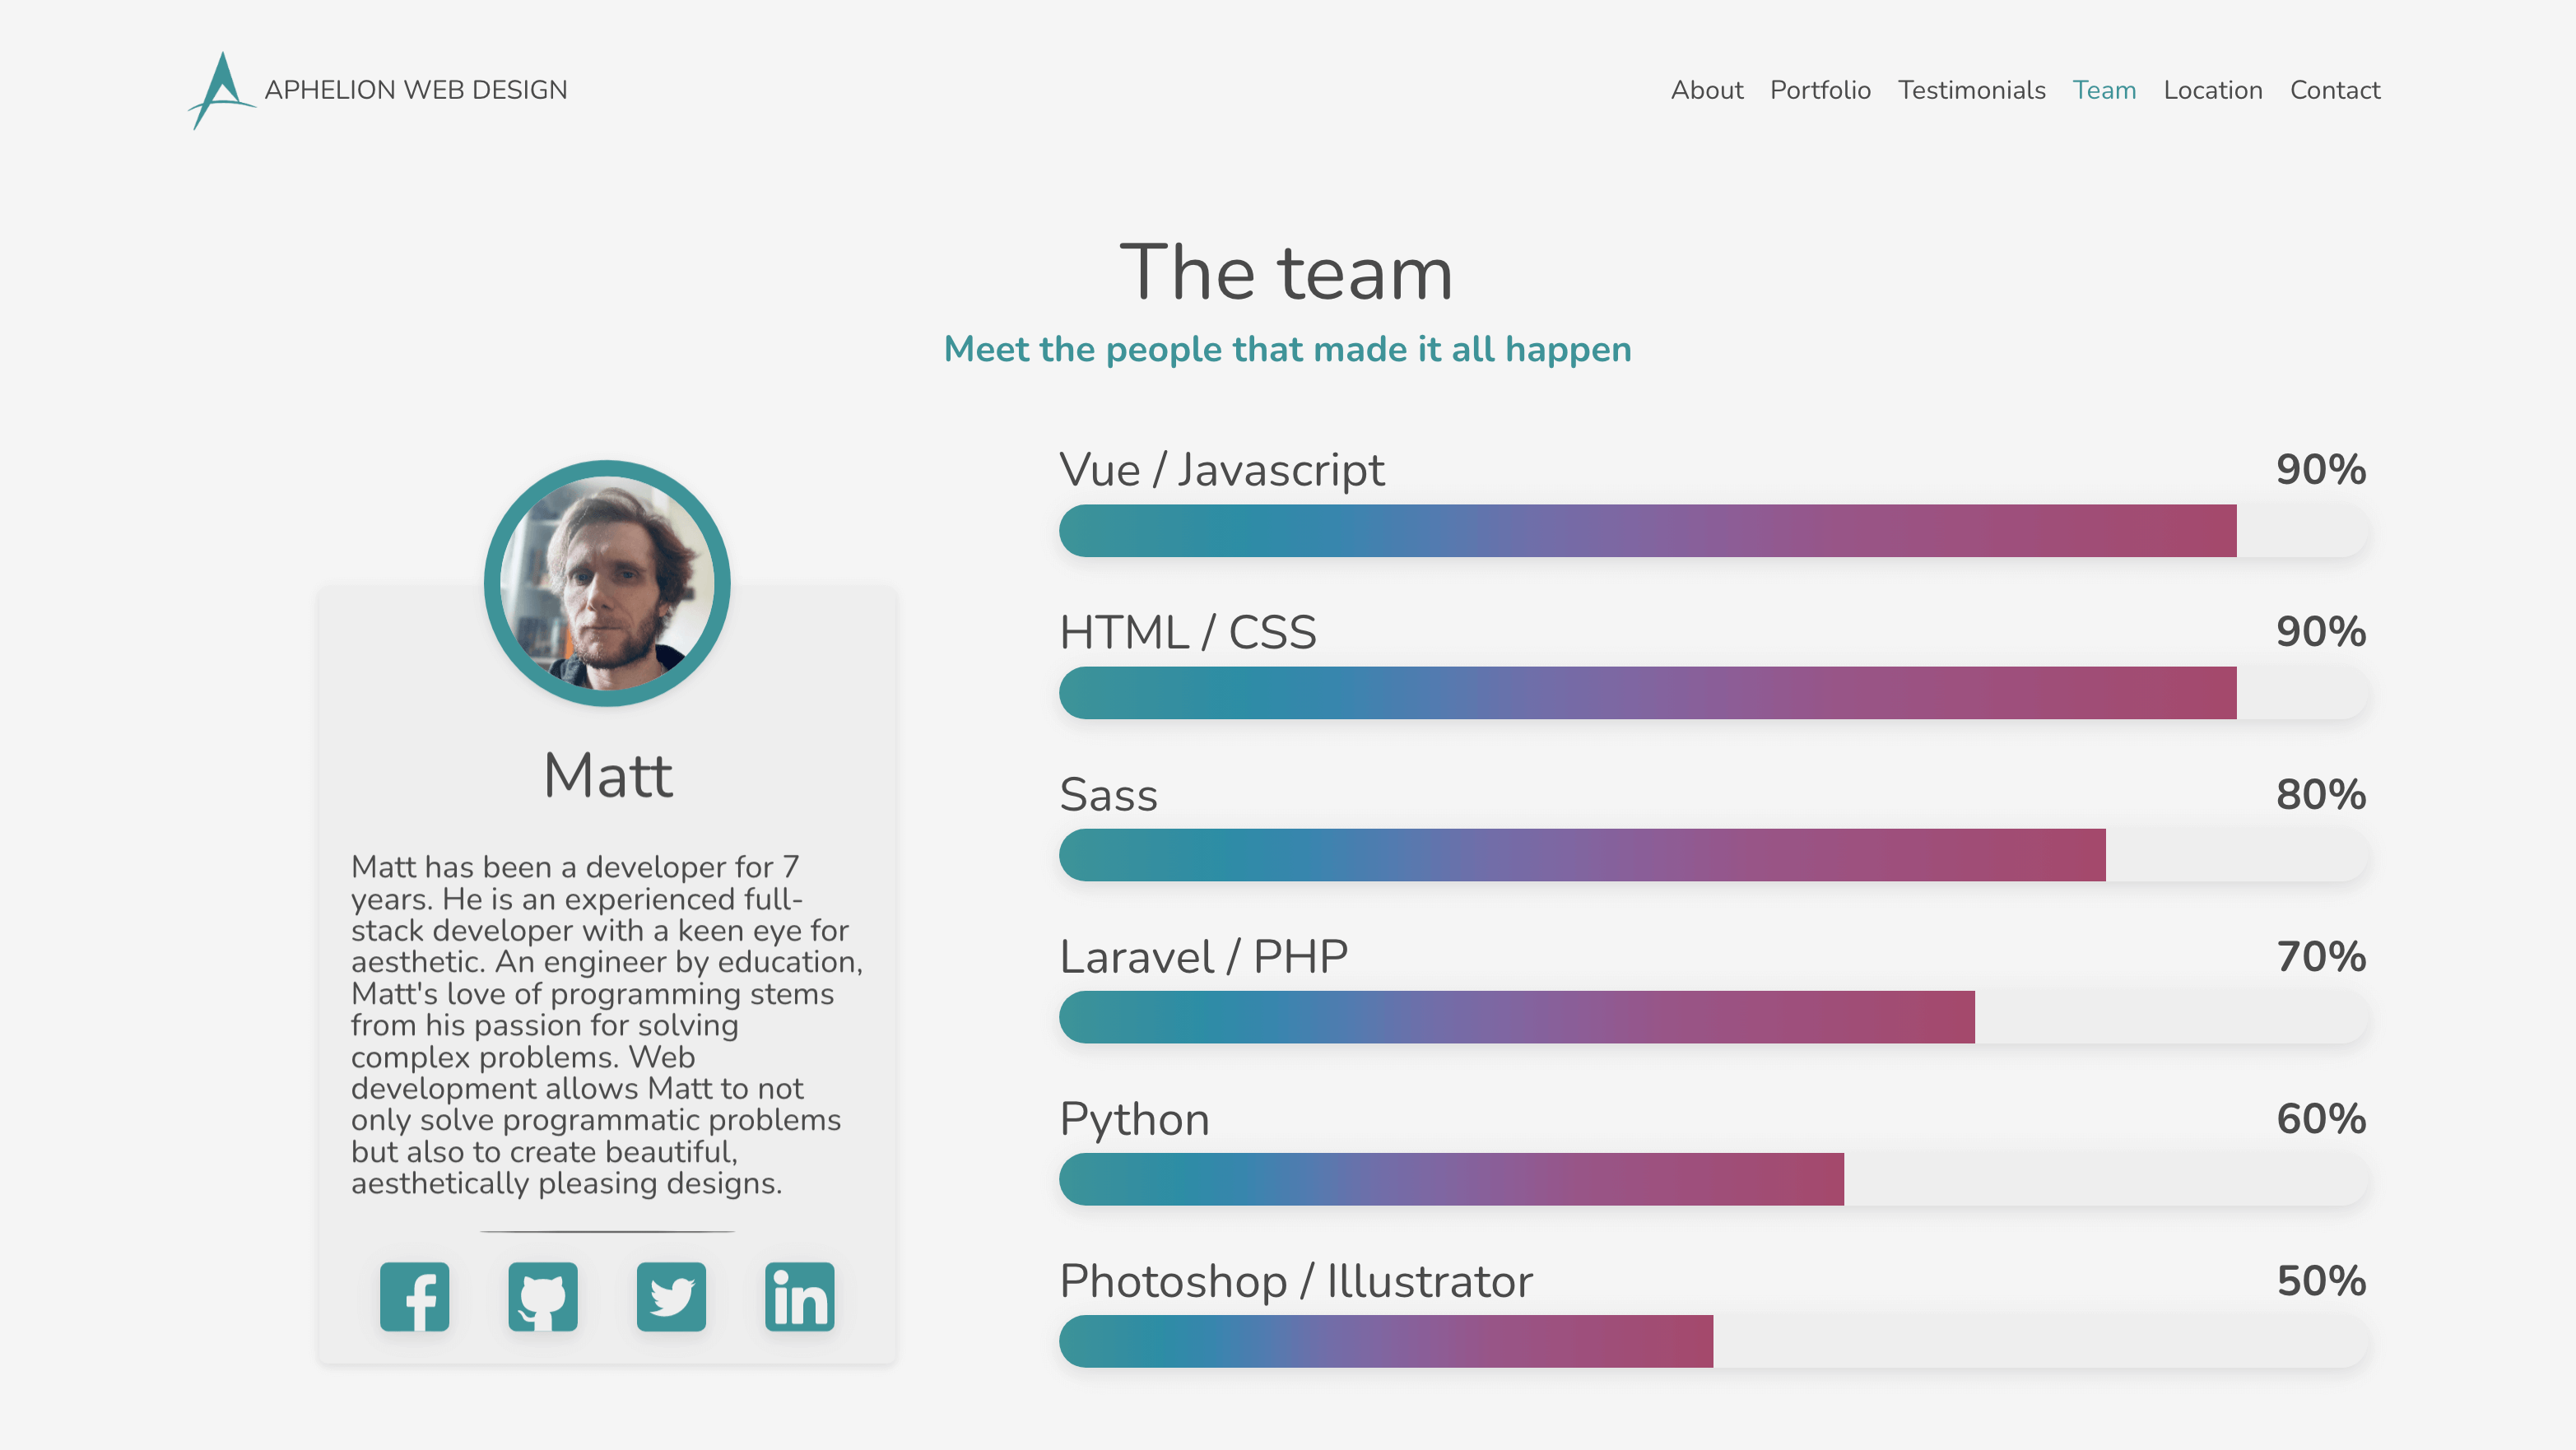 APHELION WEB DESIGN
About Portfolio Testimonials Team Location Contact
The team
Meet the people that made it all happen
Matt
Matt has been a developer for 7
years. He is an experienced full-
stack developer with a keen eye for
aesthetic. An engineer by education,
Matt's love of programming stems
from his passion for solving
complex problems. Web
development allows Matt to not
only solve programmatic problems
but also to create beautiful,
aesthetically pleasing designs.
Vue / Javascript 90%
HTML / CSS 90%
Sass 80%
Laravel / PHP 70%
Python 60%
Photoshop / Illustrator 50%